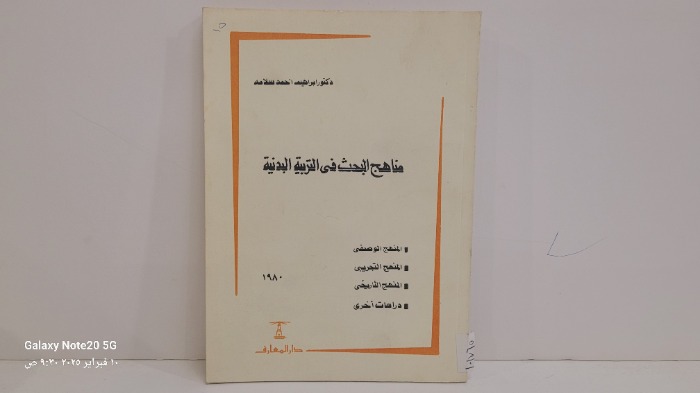 دكتور ابراهيم احمد سلامه
مناهج البحث فى التربية البدنية
المنهج الوصفى
المنهج التجريبى
المنهج التاريخى
دراسات أخرى
١٩٨٠
دار المعارف
Galaxy Note20 5G
١٠ فبراير ٢٠٢٥ ٩:٣٠ ص